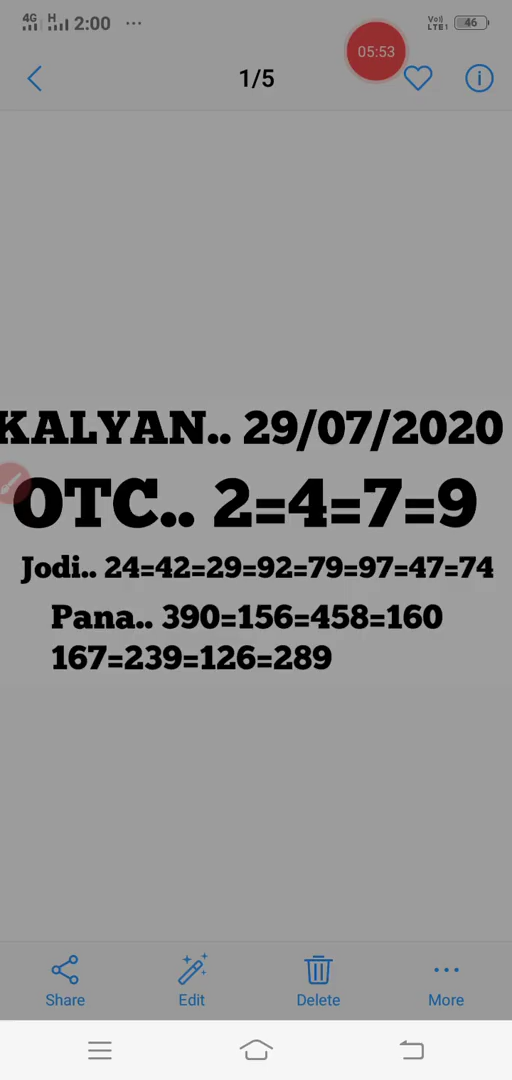 4G H 2:00 ... Vo)) LTE1 46
05:53
1/5
KALYAN.. 29/07/2020
OTC.. 2=4=7=9
Jodi.. 24=42=29=92=79=97=47=74
Pana.. 390=156=458=160
167=239=126=289
Share Edit Delete More